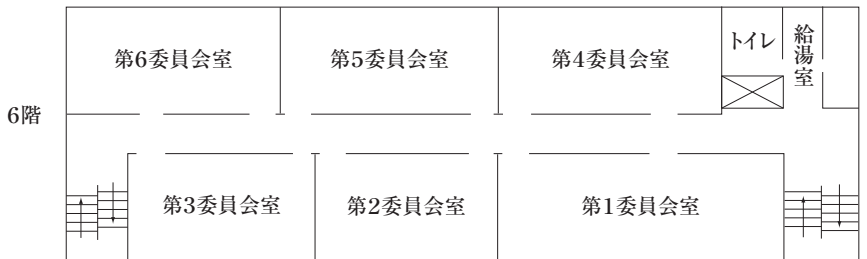 6階
第6委員会室
第5委員会室
第4委員会室
トイレ
給湯室
第3委員会室
第2委員会室
第1委員会室